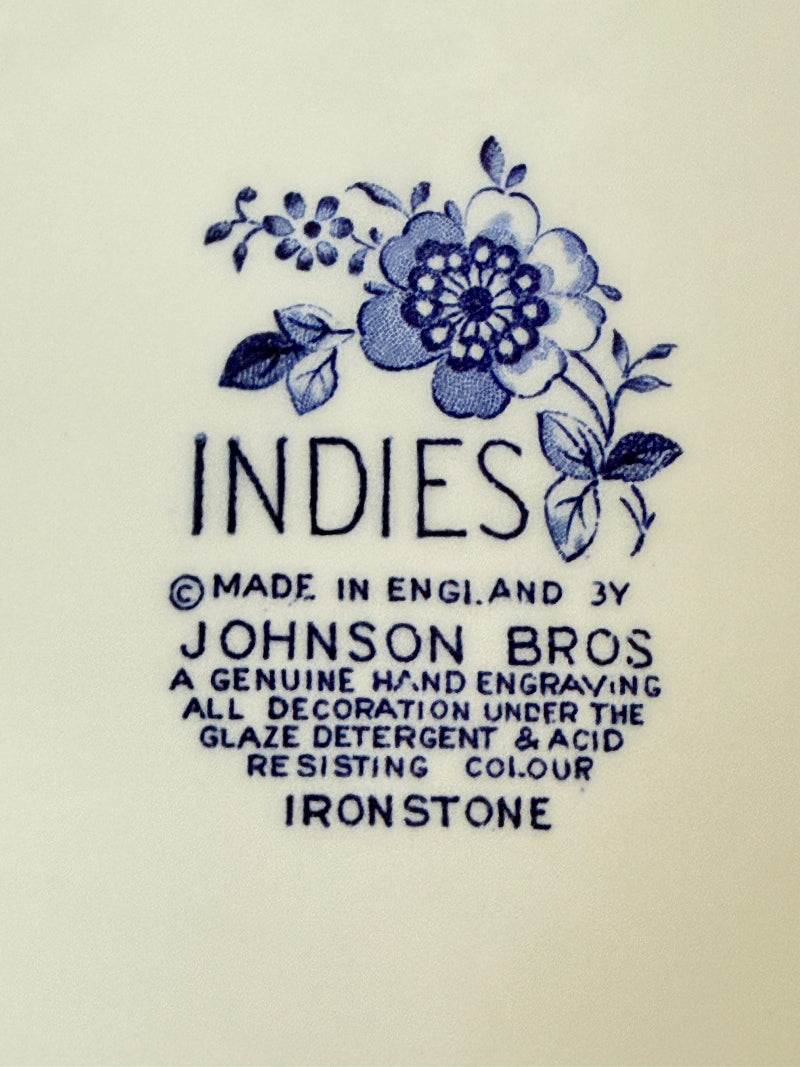 INDIES
© MADE IN ENGLAND BY
JOHNSON BROS
A GENUINE HAND ENGRAVING
ALL DECORATION UNDER THE
GLAZE DETERGENT & ACID
RESISTING COLOUR
IRONSTONE